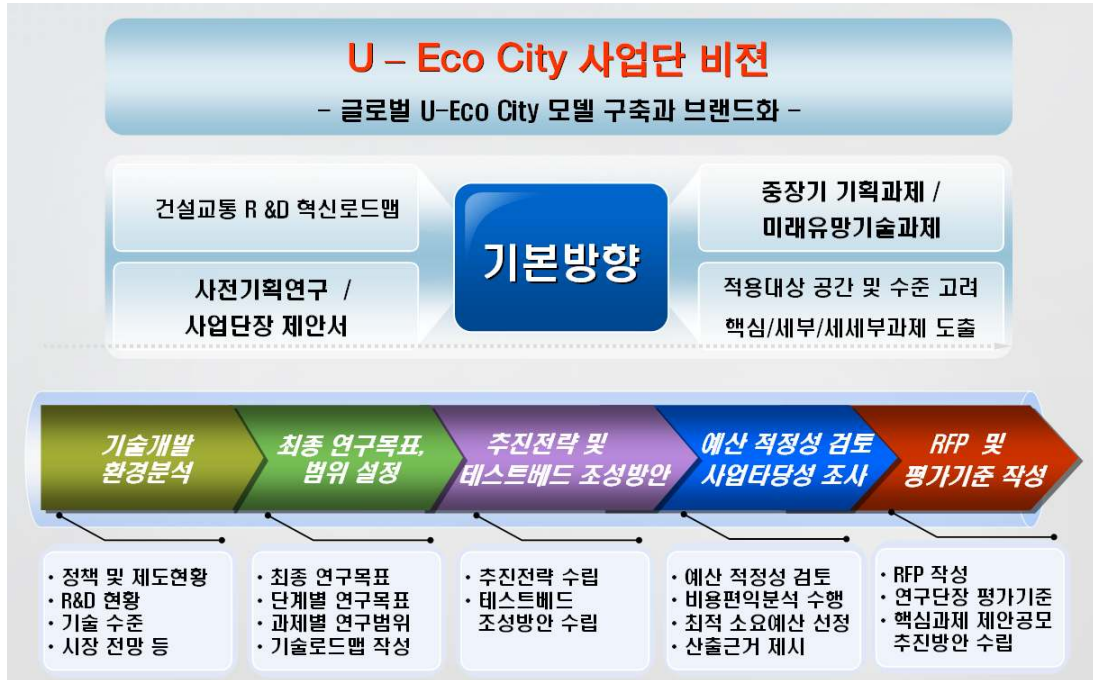 U – Eco City 사업단 비젼
- 글로벌 U-Eco City 모델 구축과 브랜드화 -
건설교통 R &D 혁신로드맵
사전기획연구 /
사업단장 제안서
기본방향
중장기 기획과제 /
미래유망기술과제
적용대상 공간 및 수준 고려
핵심/세부/세세부과제 도출
기술개발
환경분석
최종 연구목표,
범위 설정
추진전략 및
테스트베드 조성방안
예산 적정성 검토
사업타당성 조사
RFP 및
평가기준 작성
· 정책 및 제도현황
· R&D 현황
· 기술 수준
· 시장 전망 등
· 최종 연구목표
· 단계별 연구목표
· 과제별 연구범위
· 기술로드맵 작성
· 추진전략 수립
· 테스트베드
조성방안 수립
· 예산 적정성 검토
· 비용편익분석 수행
· 최적 소요예산 선정
· 산출근거 제시
· RFP 작성
· 연구단장 평가기준
· 핵심과제 제안공모
추진방안 수립